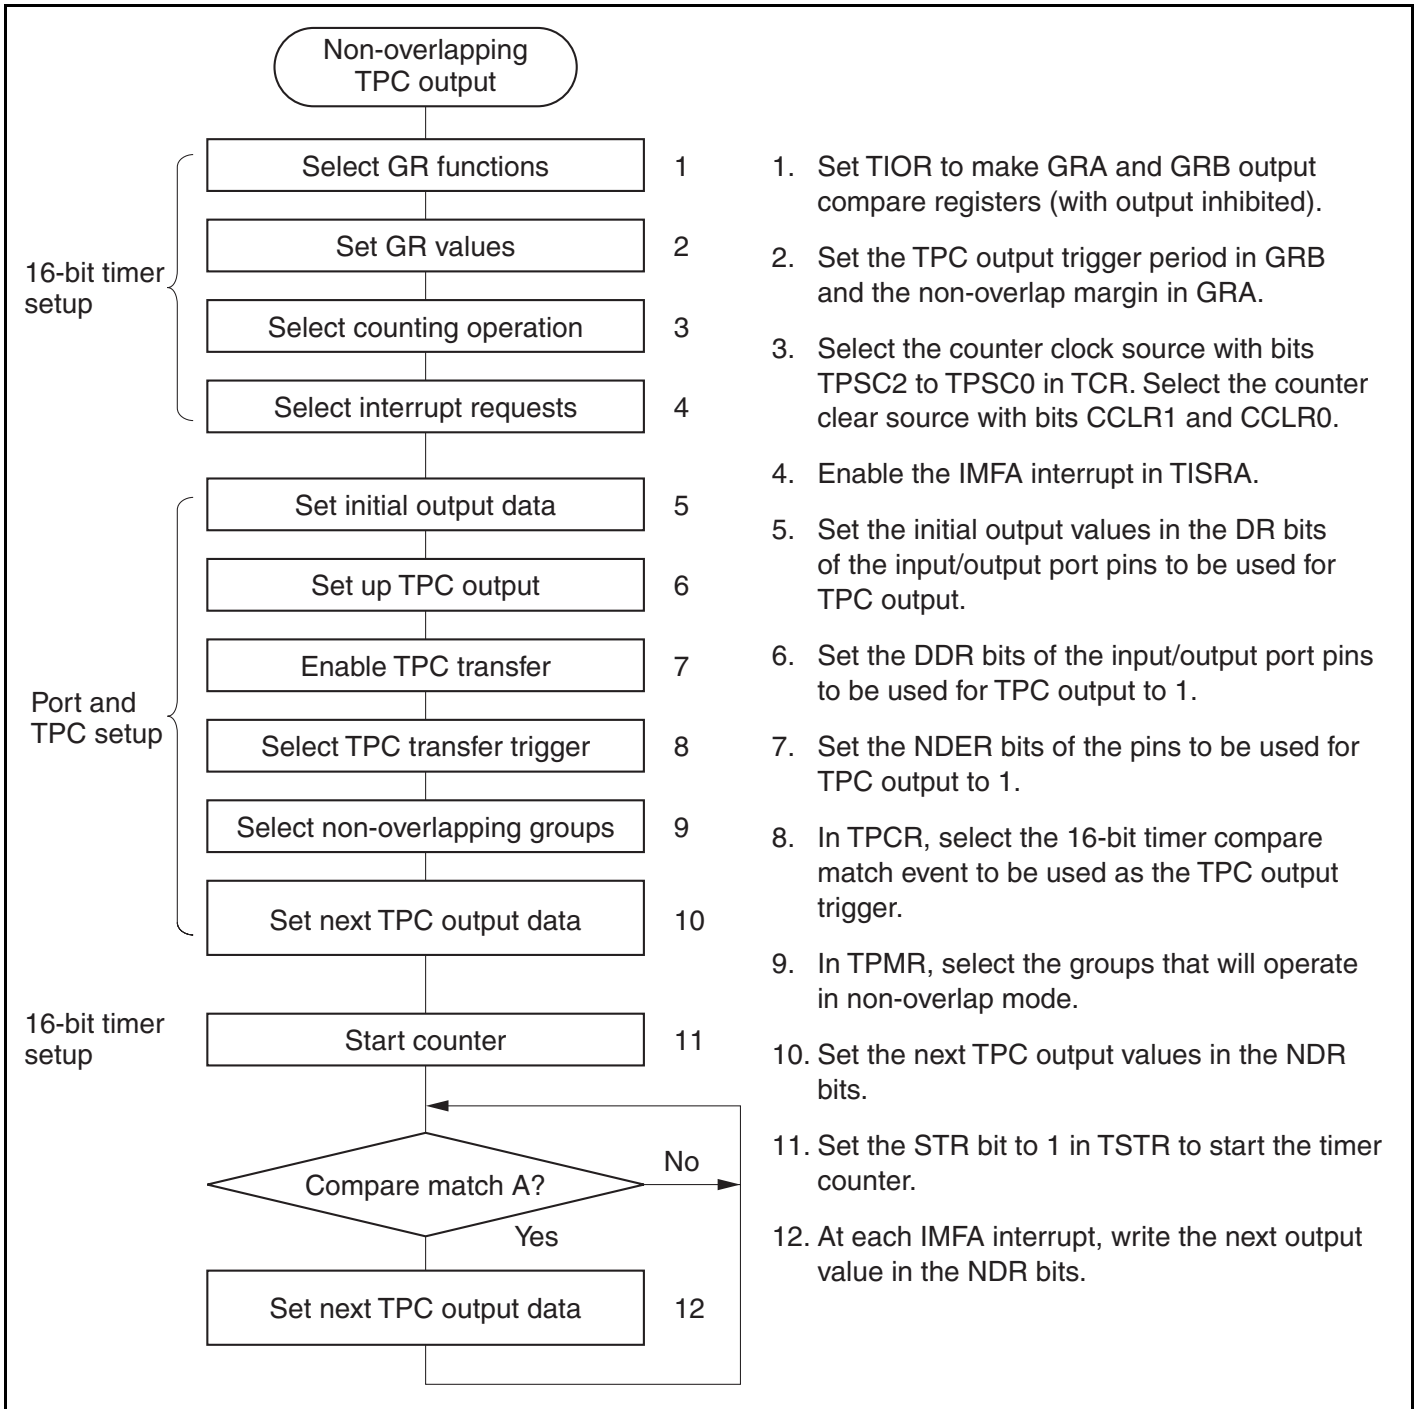 Non-overlapping
TPC output
16-bit timer
setup
Select GR functions
1
Set GR values
2
Select counting operation
3
Select interrupt requests
4
Port and
TPC setup
Set initial output data
5
Set up TPC output
6
Enable TPC transfer
7
Select TPC transfer trigger
8
Select non-overlapping groups
9
Set next TPC output data
10
16-bit timer
setup
Start counter
11
Compare match A?
No
Yes
Set next TPC output data
12
1. Set TIOR to make GRA and GRB output
compare registers (with output inhibited).
2. Set the TPC output trigger period in GRB
and the non-overlap margin in GRA.
3. Select the counter clock source with bits
TPSC2 to TPSC0 in TCR. Select the counter
clear source with bits CCLR1 and CCLR0.
4. Enable the IMFA interrupt in TISRA.
5. Set the initial output values in the DR bits
of the input/output port pins to be used for
TPC output.
6. Set the DDR bits of the input/output port pins
to be used for TPC output to 1.
7. Set the NDER bits of the pins to be used for
TPC output to 1.
8. In TPCR, select the 16-bit timer compare
match event to be used as the TPC output
trigger.
9. In TPMR, select the groups that will operate
in non-overlap mode.
10. Set the next TPC output values in the NDR
bits.
11. Set the STR bit to 1 in TSTR to start the timer
counter.
12. At each IMFA interrupt, write the next output
value in the NDR bits.